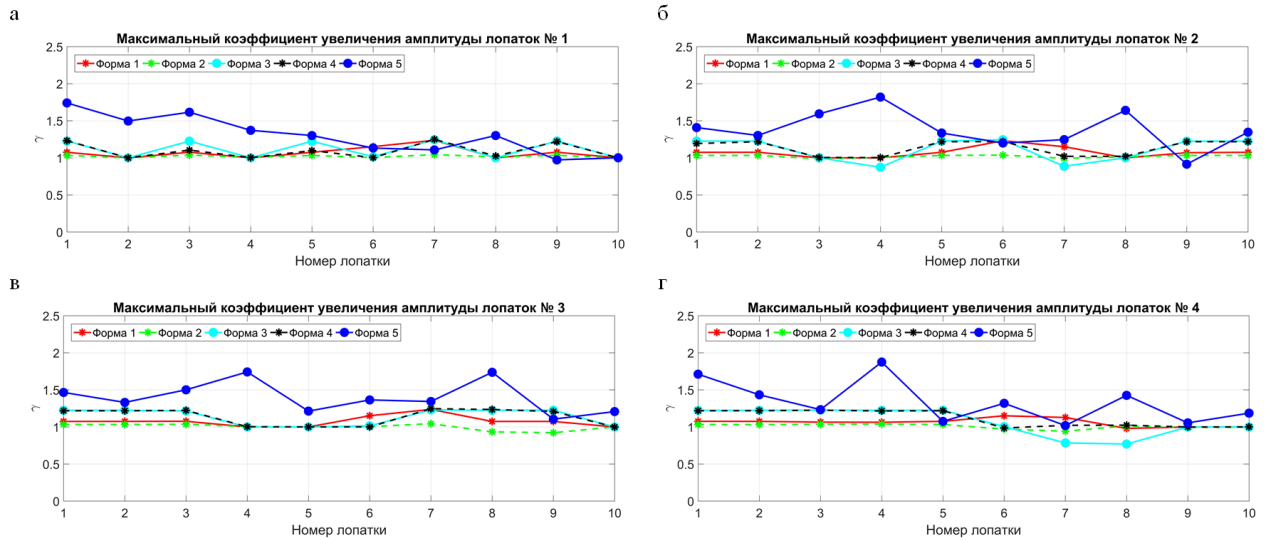 а
Максимальный коэффициент увеличения амплитуды лопаток № 1
Форма 1 Форма 2 Форма 3 Форма 4 Форма 5
2.5
2
1.5
1
0.5
0
γ
1 2 3 4 5 6 7 8 9 10
Номер лопатки
б
Максимальный коэффициент увеличения амплитуды лопаток № 2
Форма 1 Форма 2 Форма 3 Форма 4 Форма 5
2.5
2
1.5
1
0.5
0
γ
1 2 3 4 5 6 7 8 9 10
Номер лопатки
в
Максимальный коэффициент увеличения амплитуды лопаток № 3
Форма 1 Форма 2 Форма 3 Форма 4 Форма 5
2.5
2
1.5
1
0.5
0
γ
1 2 3 4 5 6 7 8 9 10
Номер лопатки
г
Максимальный коэффициент увеличения амплитуды лопаток № 4
Форма 1 Форма 2 Форма 3 Форма 4 Форма 5
2.5
2
1.5
1
0.5
0
γ
1 2 3 4 5 6 7 8 9 10
Номер лопатки